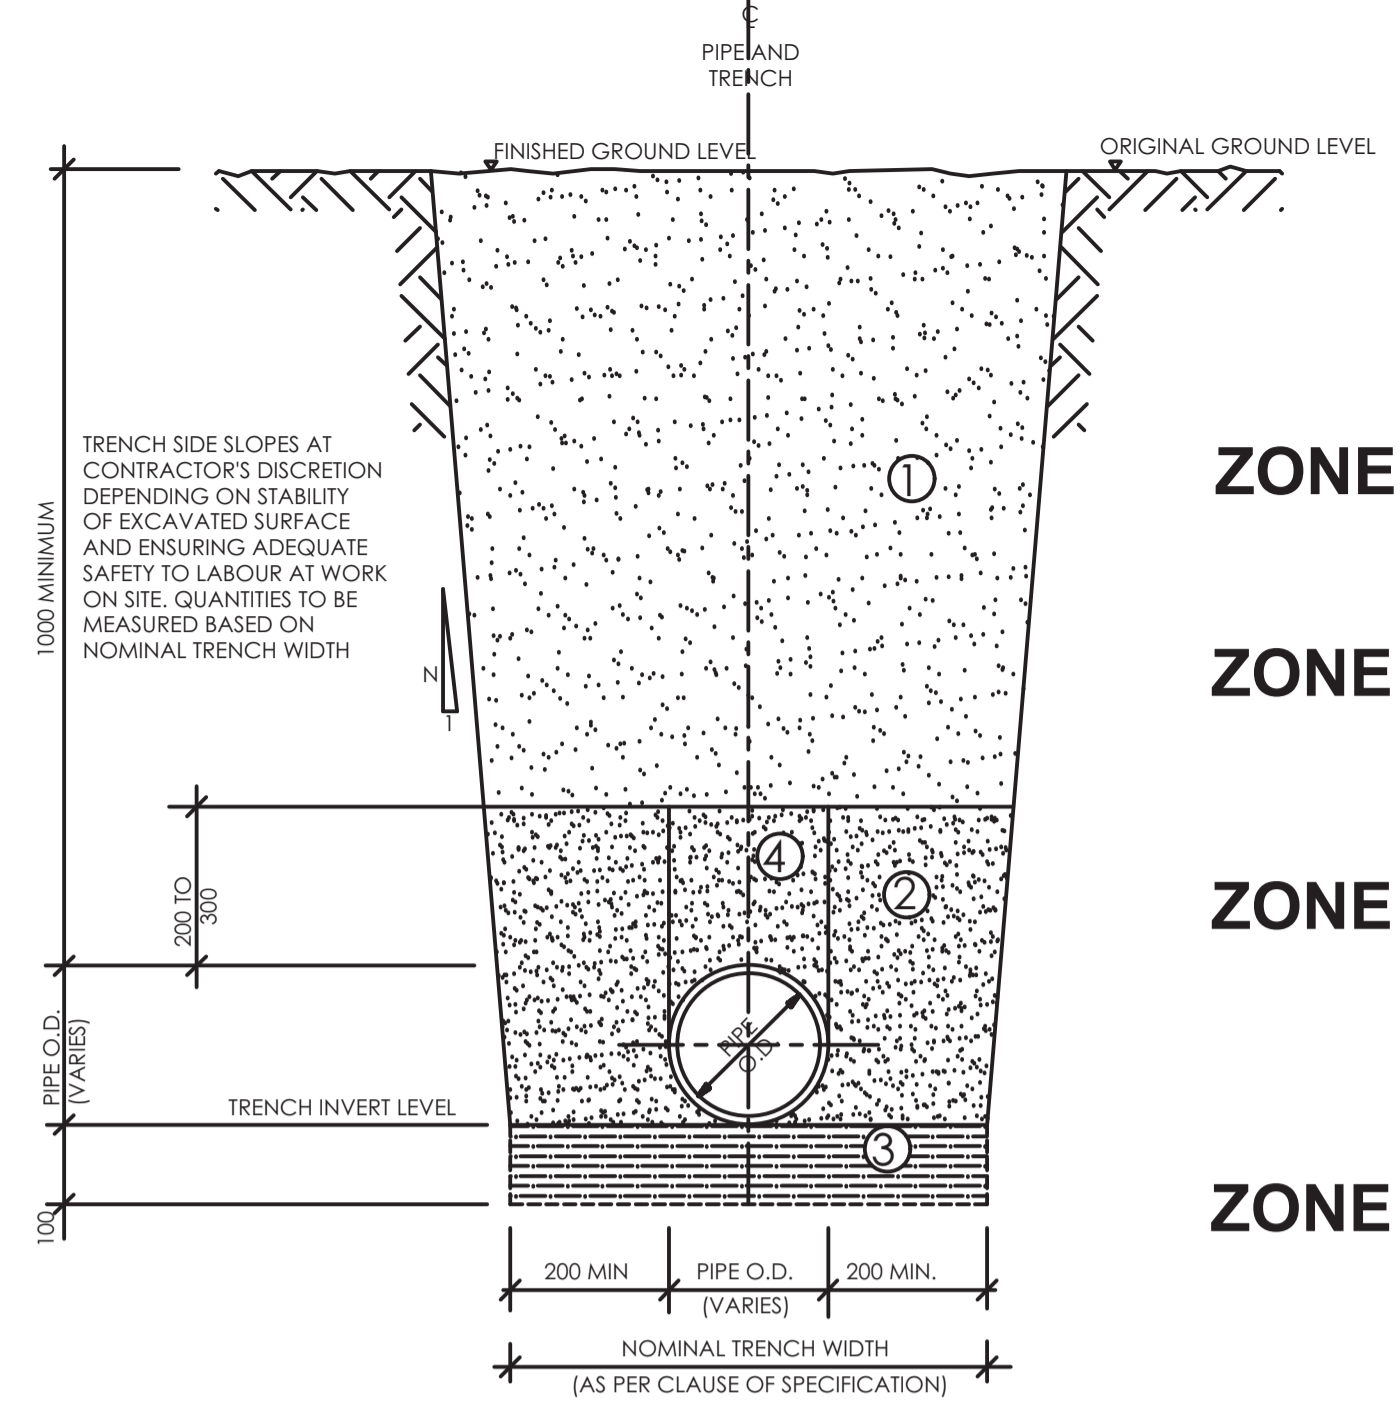 ℄
PIPE AND
TRENCH
FINISHED GROUND LEVEL
ORIGINAL GROUND LEVEL
TRENCH SIDE SLOPES AT
CONTRACTOR'S DISCRETION
DEPENDING ON STABILITY
OF EXCAVATED SURFACE
AND ENSURING ADEQUATE
SAFETY TO LABOUR AT WORK
ON SITE. QUANTITIES TO BE
MEASURED BASED ON
NOMINAL TRENCH WIDTH
1000 MINIMUM
N
1
1
ZONE
ZONE
200 TO
300
4
2
ZONE
PIPE O.D.
(VARIES)
PIPE
O.D
TRENCH INVERT LEVEL
3
100
ZONE
200 MIN
PIPE O.D.
(VARIES)
200 MIN.
NOMINAL TRENCH WIDTH
(AS PER CLAUSE OF SPECIFICATION)